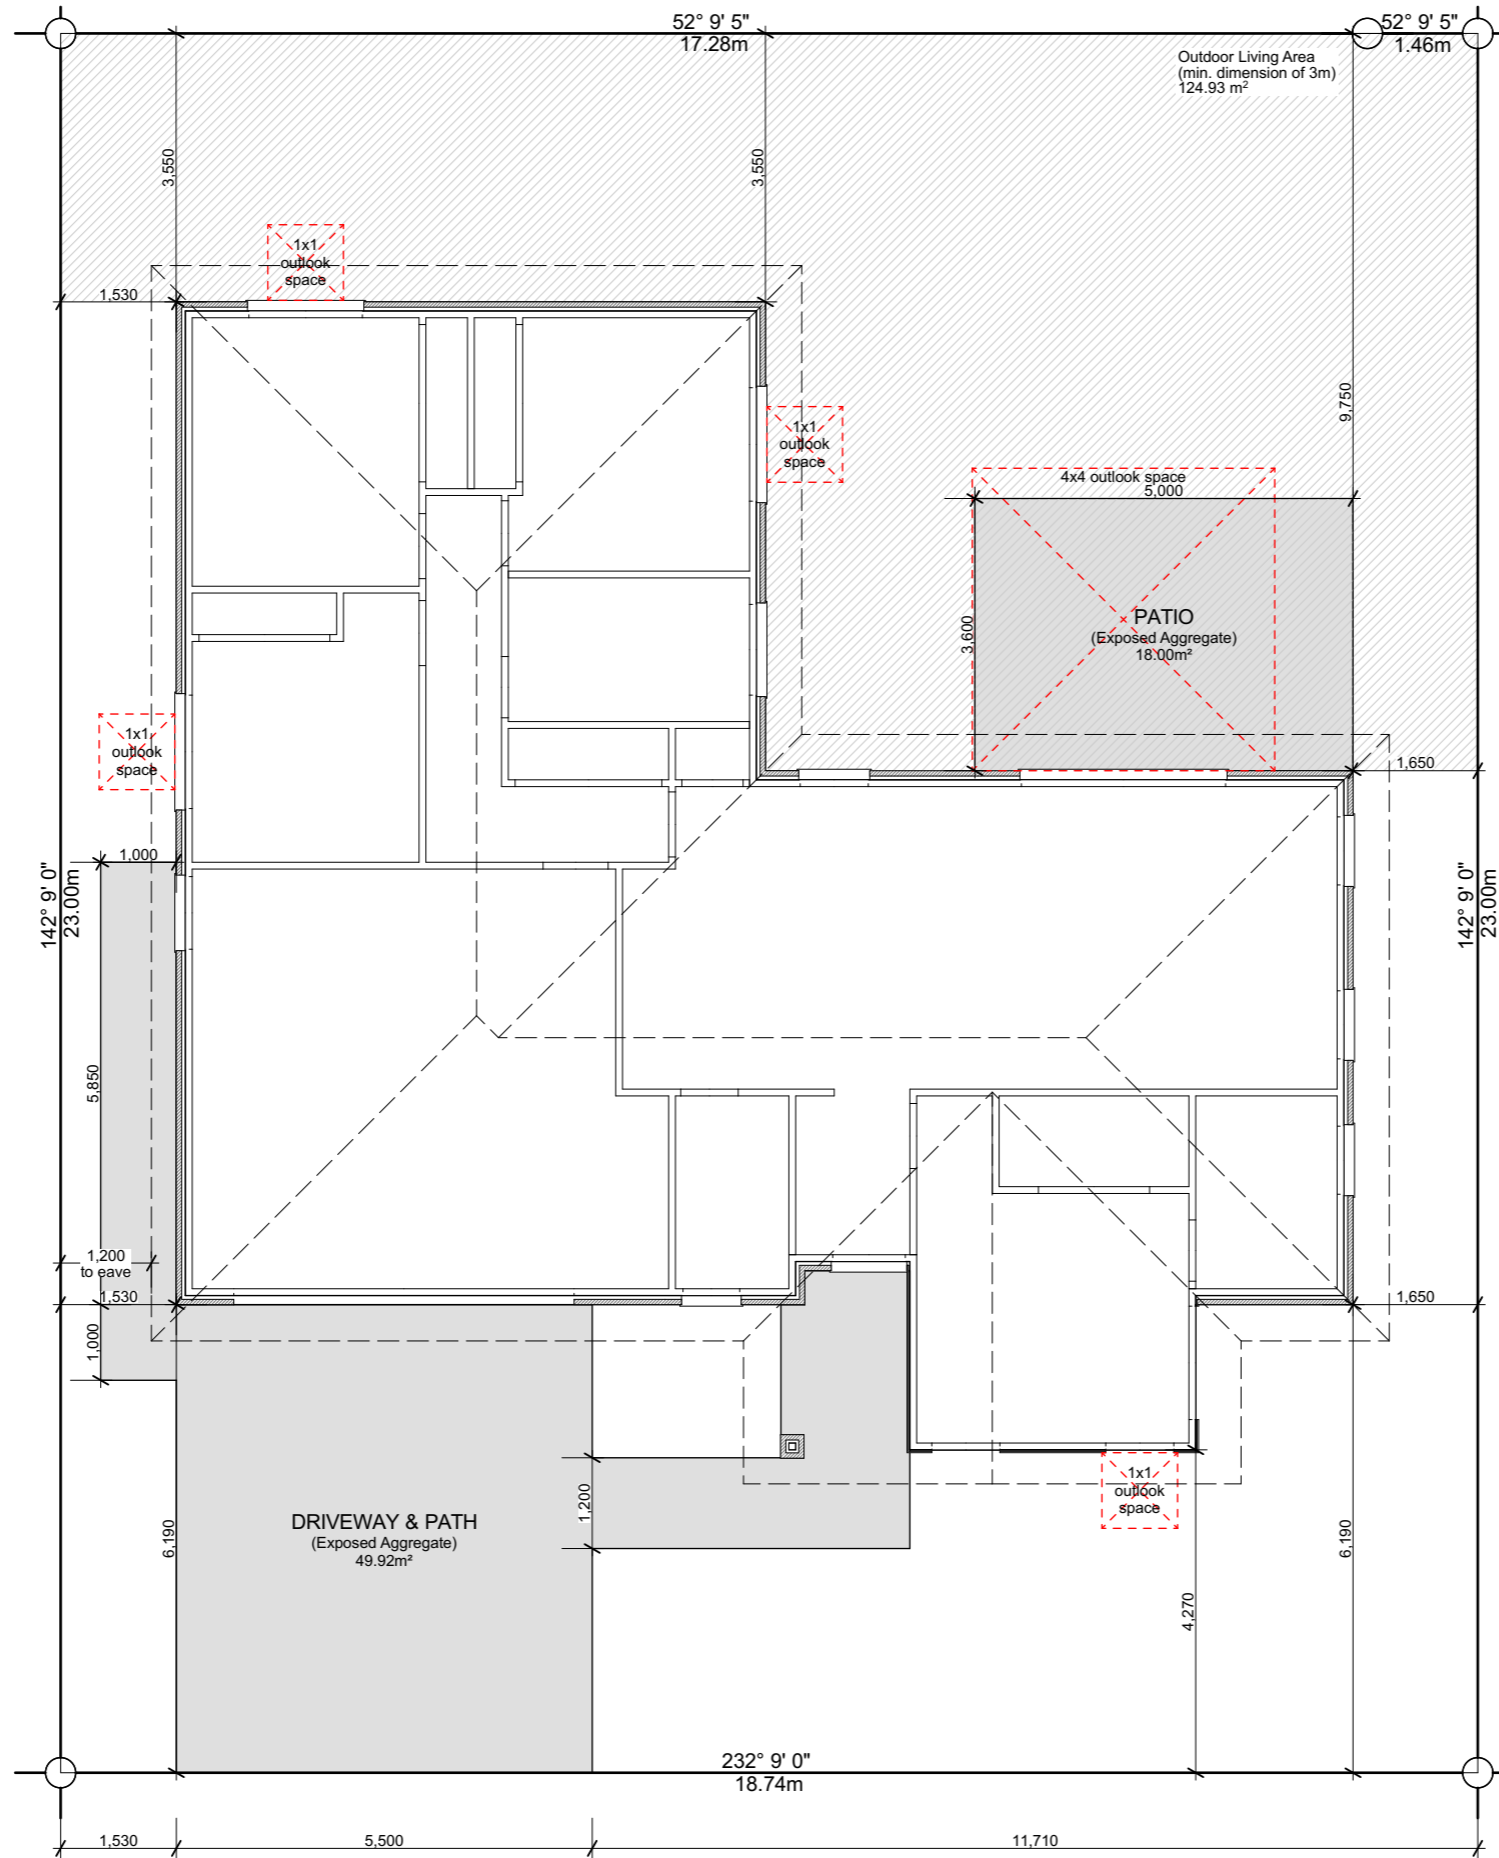 52° 9' 5"
17.28m
52° 9' 5"
1.46m
Outdoor Living Area
(min. dimension of 3m)
124.93 m²
3,550
3,550
1x1
outlook
space
1,530
9,750
1x1
outlook
space
4x4 outlook space
5,000
3,600
PATIO
(Exposed Aggregate)
18.00m²
1x1
outlook
space
1,650
1,000
142° 9' 0"
23.00m
142° 9' 0"
23.00m
5,850
1,200
to eave
1,530
1,650
1,000
1x1
outlook
space
1,200
DRIVEWAY & PATH
(Exposed Aggregate)
49.92m²
6,190
6,190
4,270
232° 9' 0"
18.74m
1,530
5,500
11,710